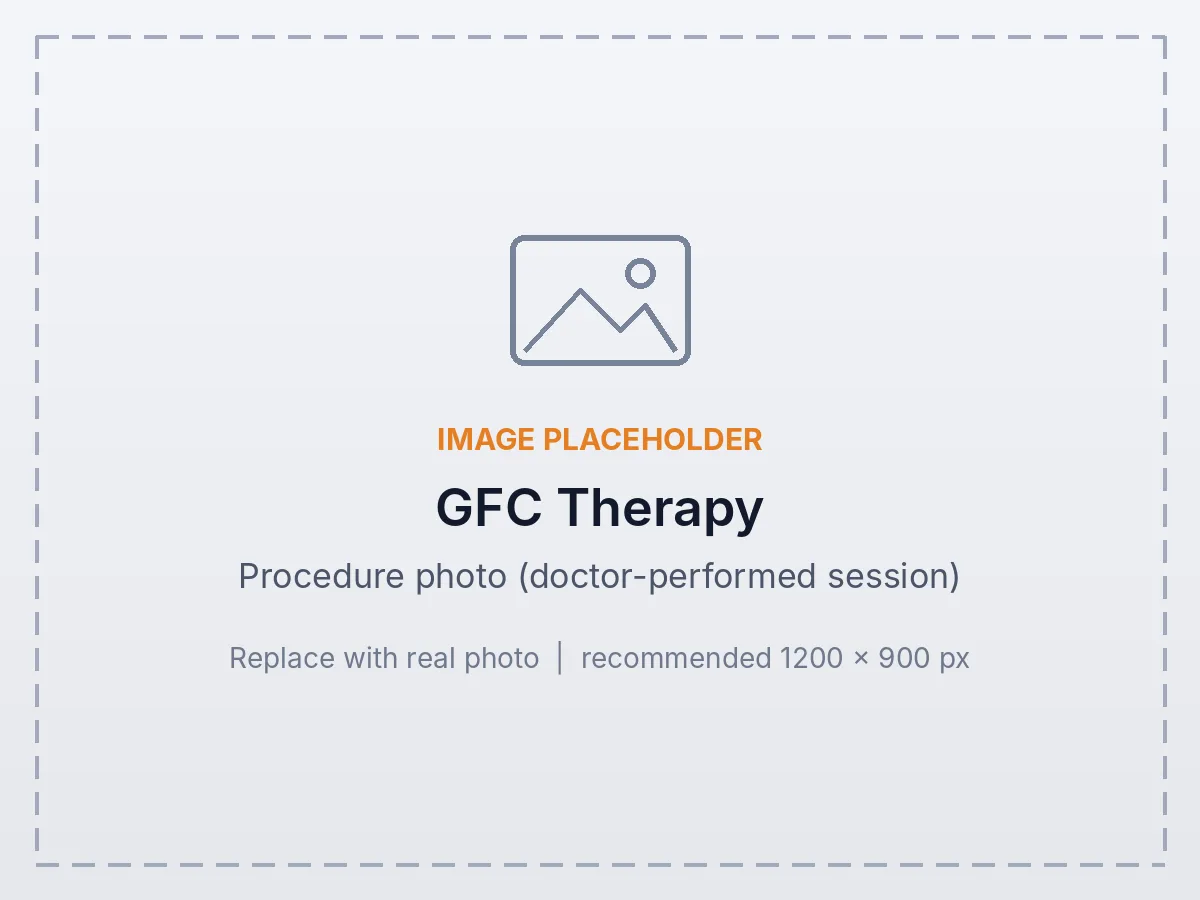 IMAGE PLACEHOLDER
GFC Therapy
Procedure photo (doctor-performed session)
Replace with real photo | recommended 1200 × 900 px